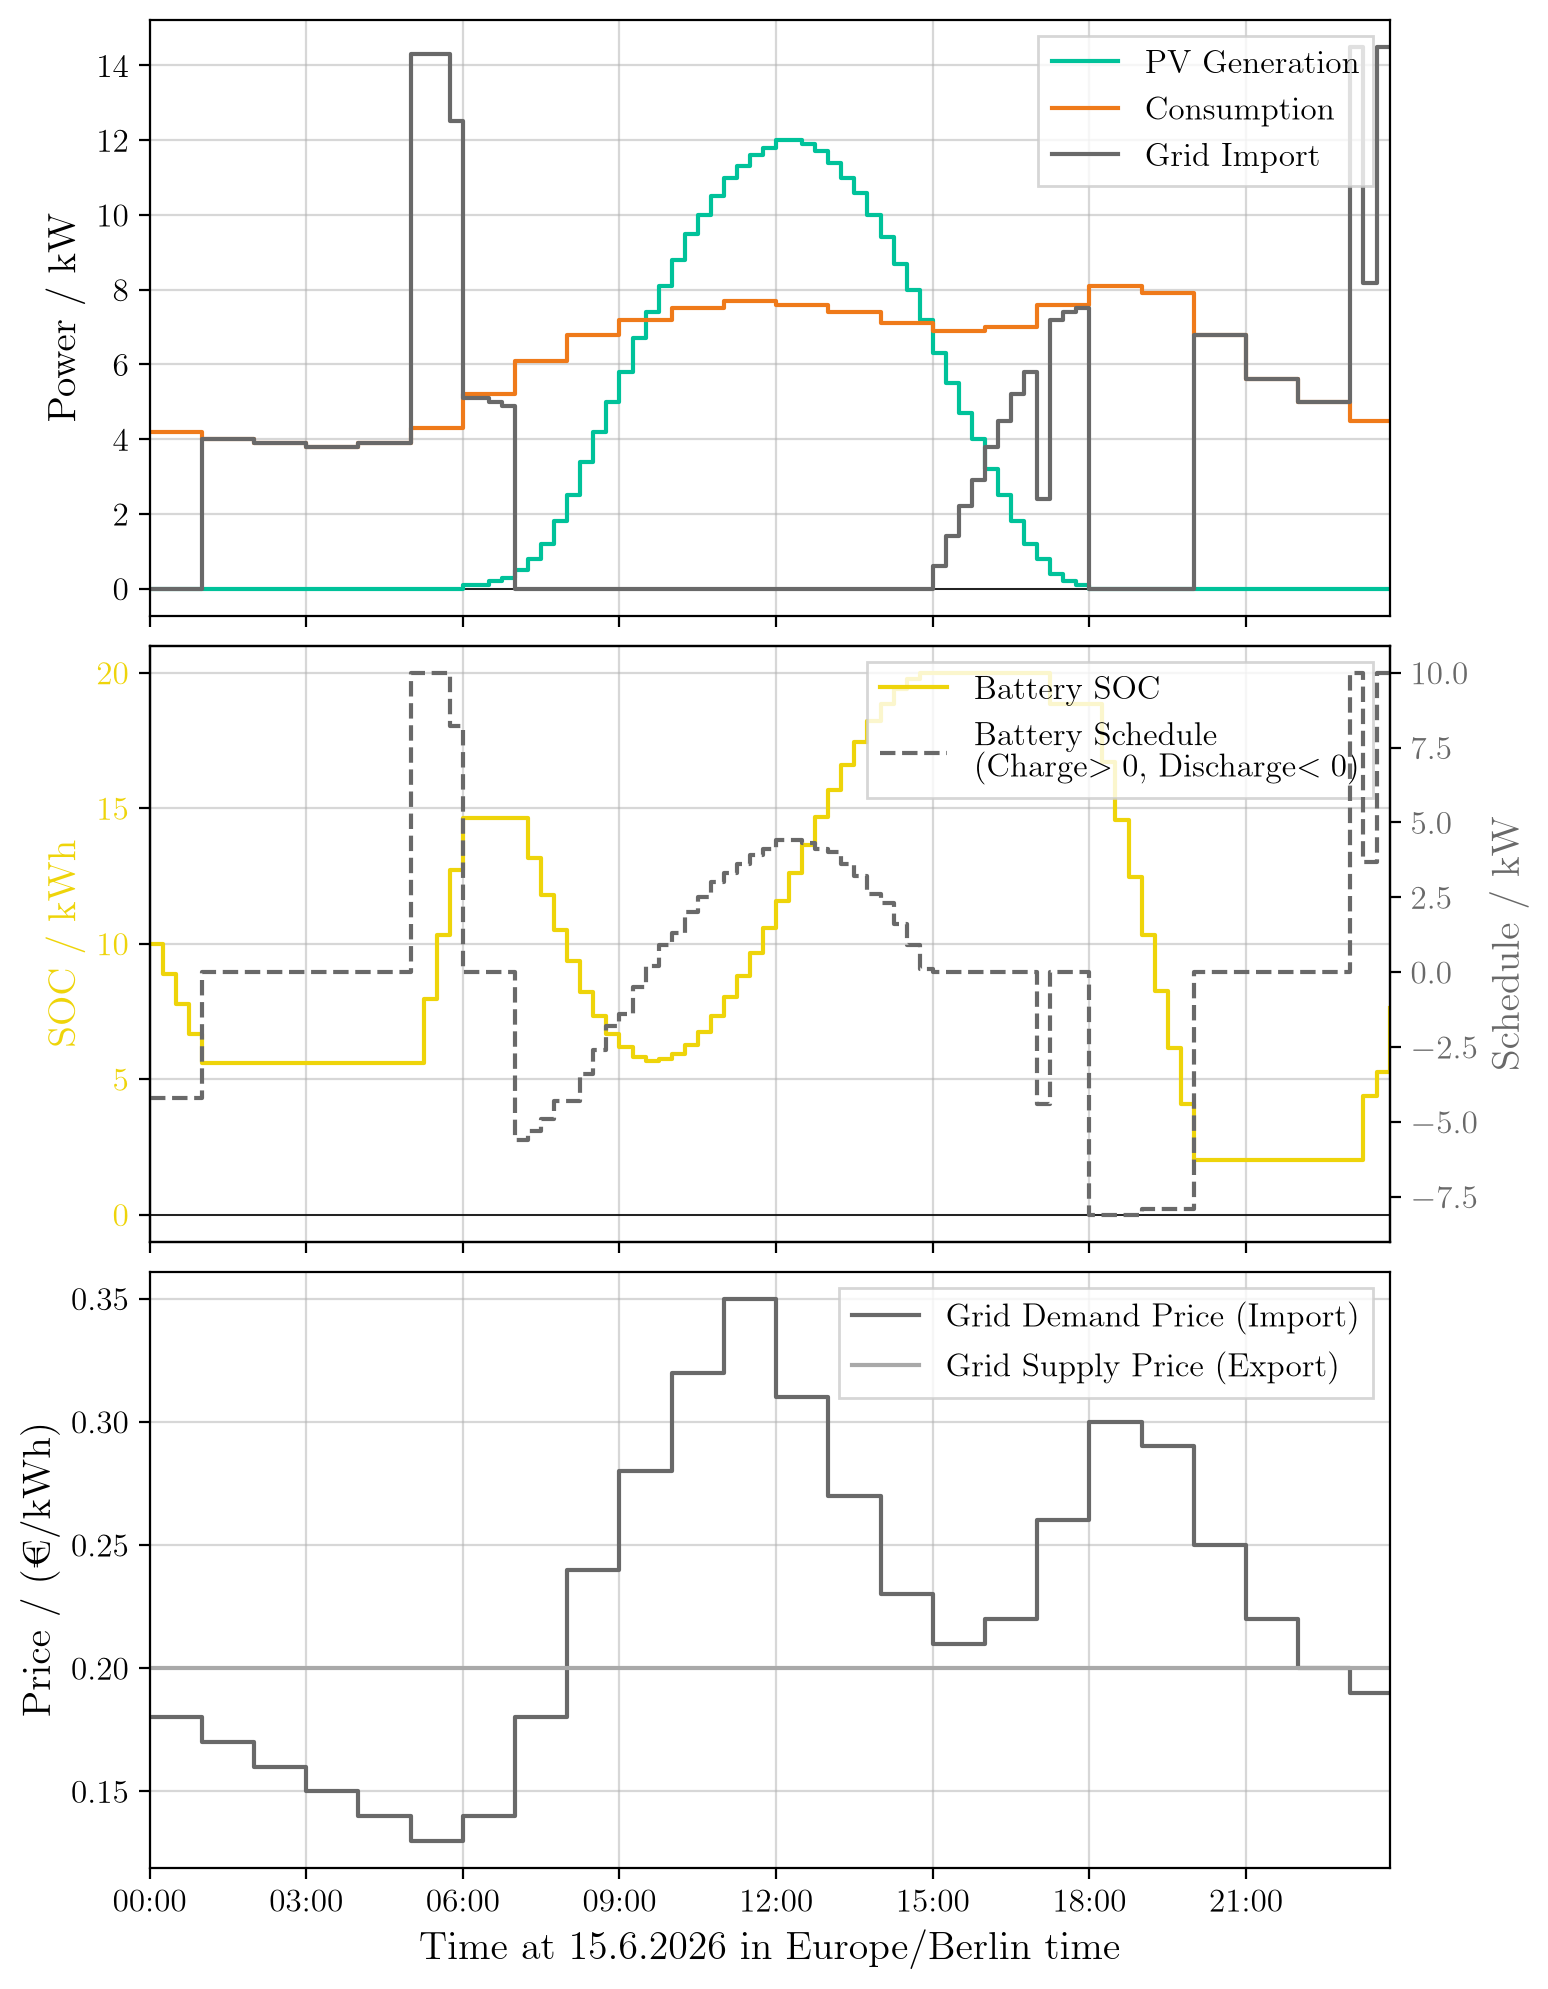 14
12
10
8
6
4
2
0
Power / kW
PV Generation
Consumption
Grid Import
20
15
10
5
0
SOC / kWh
Battery SOC
Battery Schedule
(Charge> 0, Discharge< 0)
10.0
7.5
5.0
2.5
0.0
−2.5
−5.0
−7.5
Schedule / kW
0.35
0.30
0.25
0.20
0.15
Price / (€/kWh)
Grid Demand Price (Import)
Grid Supply Price (Export)
00:00 03:00 06:00 09:00 12:00 15:00 18:00 21:00
Time at 15.6.2026 in Europe/Berlin time